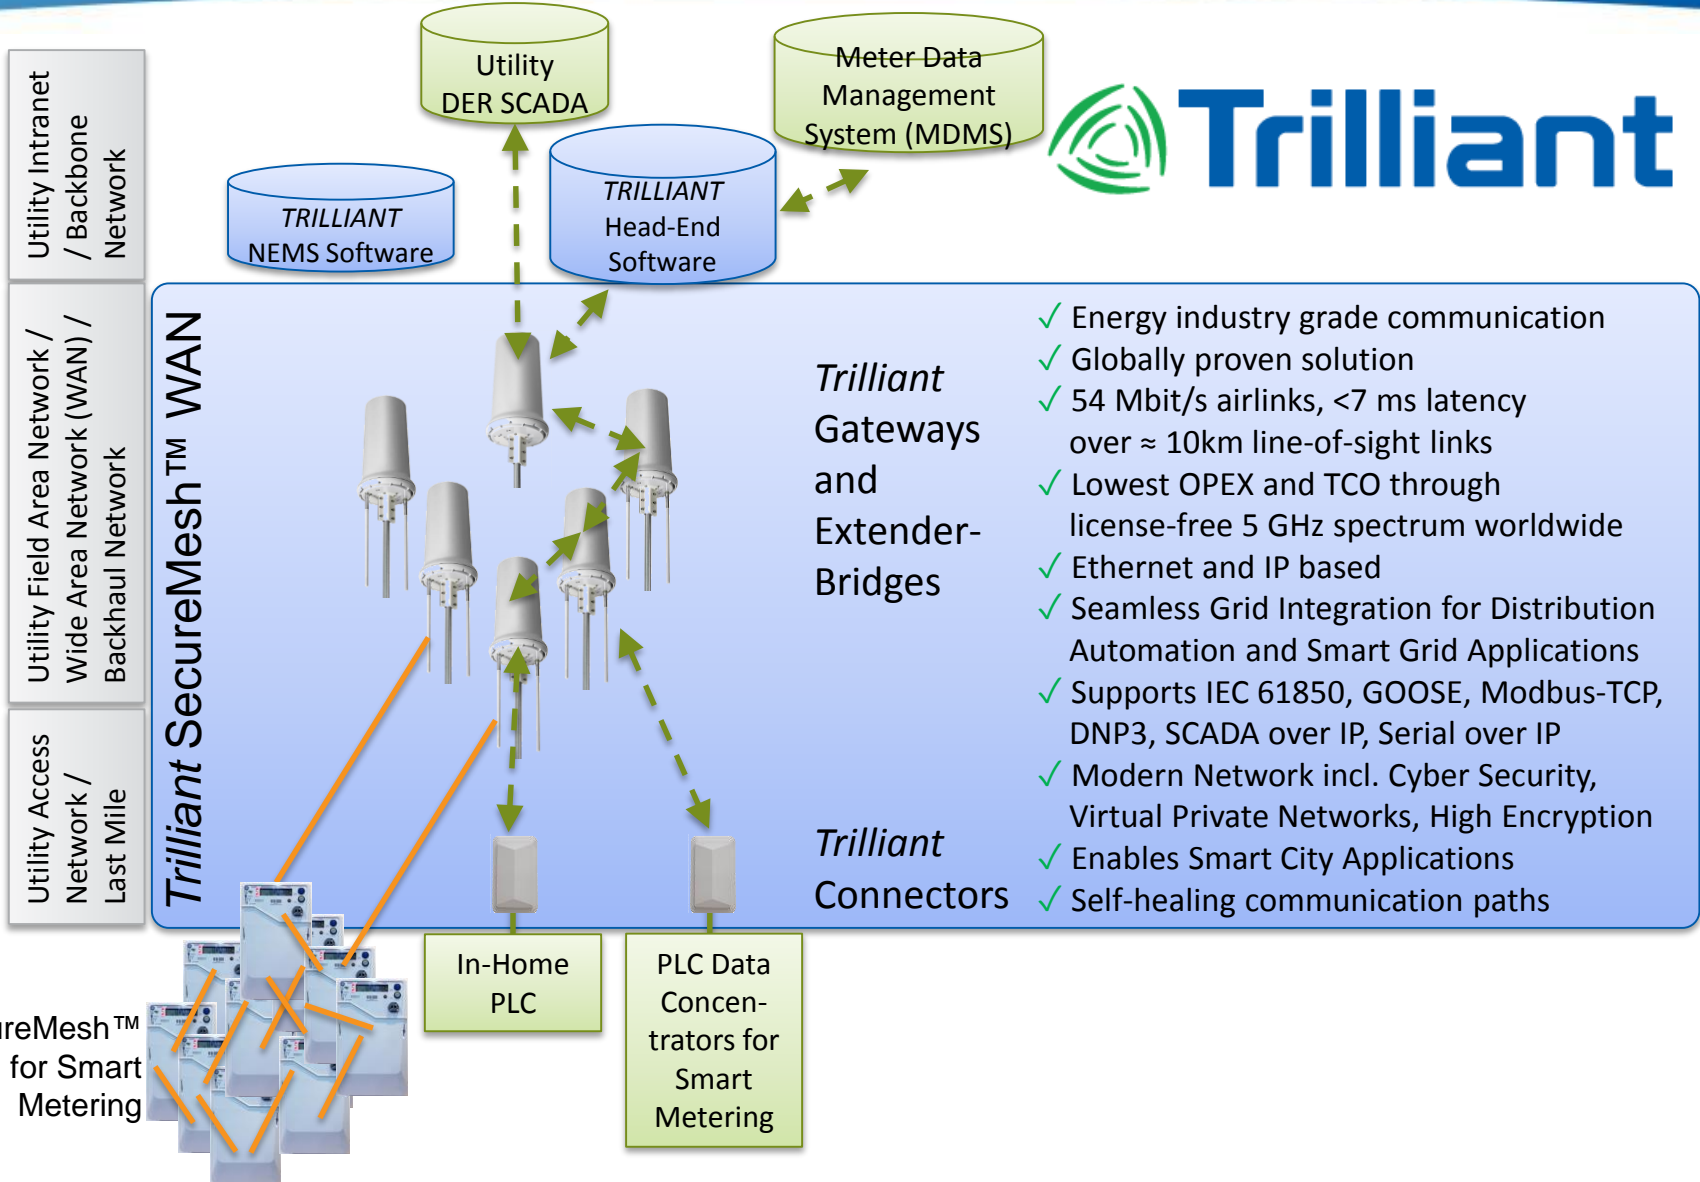 Utility Intranet
/ Backbone
Network
Utility
DER SCADA
Meter Data
Management
System (MDMS)
Trilliant
TRILLIANT
NEMS Software
TRILLIANT
Head-End
Software
Utility Field Area Network /
Wide Area Network (WAN) /
Backhaul Network
Trilliant SecureMesh™ WAN
Trilliant
Gateways
and
Extender-
Bridges
✓ Energy industry grade communication
✓ Globally proven solution
✓ 54 Mbit/s airlinks, <7 ms latency
over ≈ 10km line-of-sight links
✓ Lowest OPEX and TCO through
license-free 5 GHz spectrum worldwide
✓ Ethernet and IP based
✓ Seamless Grid Integration for Distribution
Automation and Smart Grid Applications
✓ Supports IEC 61850, GOOSE, Modbus-TCP,
DNP3, SCADA over IP, Serial over IP
✓ Modern Network incl. Cyber Security,
Virtual Private Networks, High Encryption
✓ Enables Smart City Applications
✓ Self-healing communication paths
Utility Access
Network /
Last Mile
Trilliant
Connectors
In-Home
PLC
PLC Data
Concen-
trators for
Smart
Metering
ureMesh™
for Smart
Metering